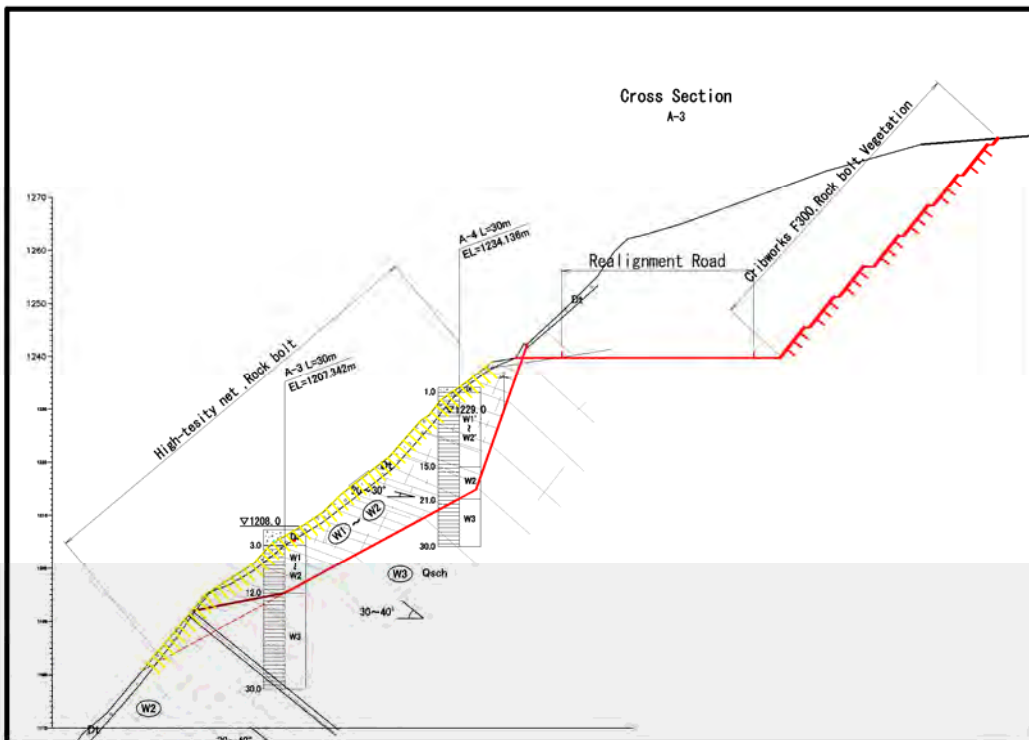 Cross Section
A-3
Cribworks F300,Rock bolt,Vegetation
1270
1260
1250
1240
A-4 L=30m
EL=1234.136m
Realignment Road
Dt
High-tesity net ,Rock bolt
A-3 L=30m
EL=1207.342m
1.0
▽1229.0
W1'
~
W2'
15.0
W2
21.0
W3
30.0
W1 ~ W2
▽1208.0
3.0
W1
~
W2
12.0
W3
30.0
W3 Qsch
30~40°
W2
Dt